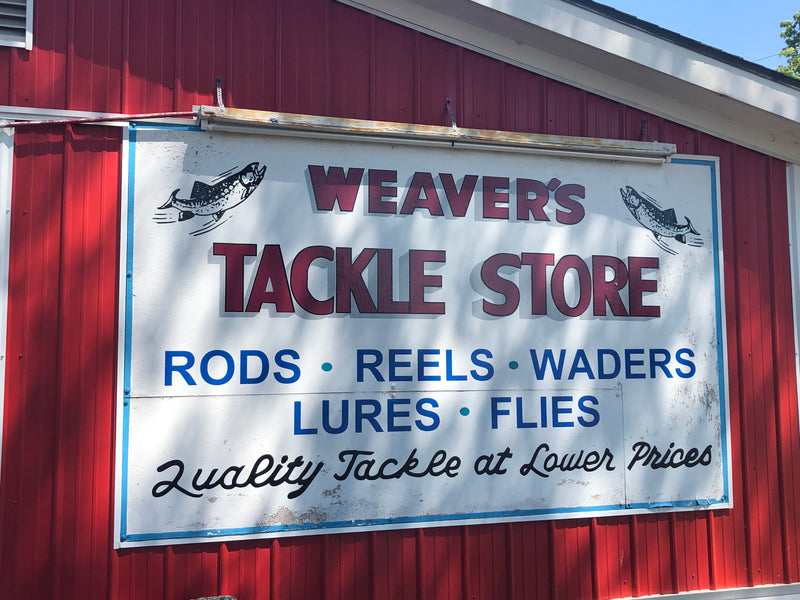 WEAVER'S
TACKLE STORE
RODS • REELS • WADERS
LURES • FLIES
Quality Tackle at Lower Prices